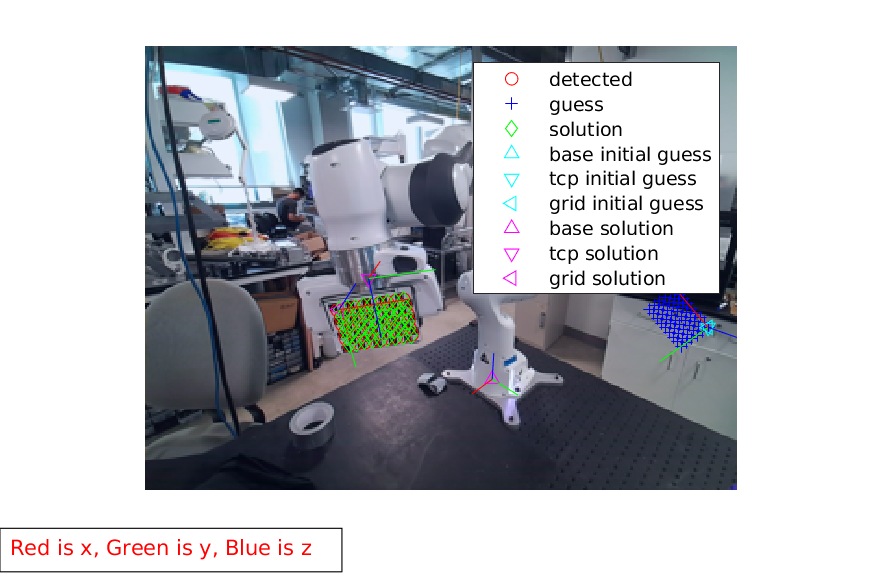 detected
guess
solution
base initial guess
tcp initial guess
grid initial guess
base solution
tcp solution
grid solution
Red is x, Green is y, Blue is z